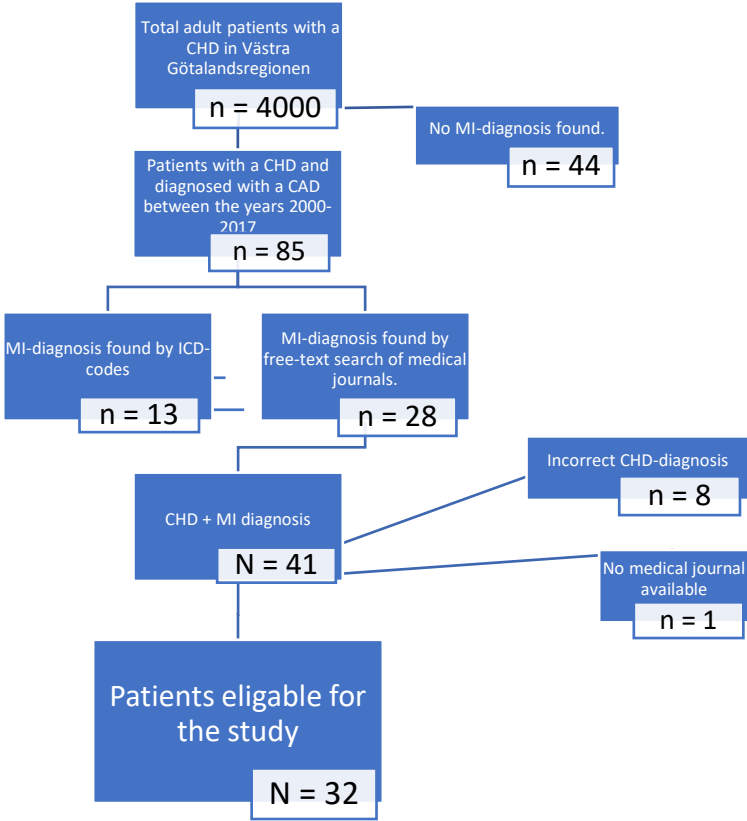 Total adult patients with a
CHD in Västra
Götalandsregionen
n = 4000
No MI-diagnosis found.
n = 44
Patients with a CHD and
diagnosed with a CAD
between the years 2000-
2017
n = 85
MI-diagnosis found by ICD-
codes
n = 13
MI-diagnosis found by
free-text search of medical
journals.
n = 28
CHD + MI diagnosis
N = 41
Incorrect CHD-diagnosis
n = 8
No medical journal
available
n = 1
Patients eligable for
the study
N = 32